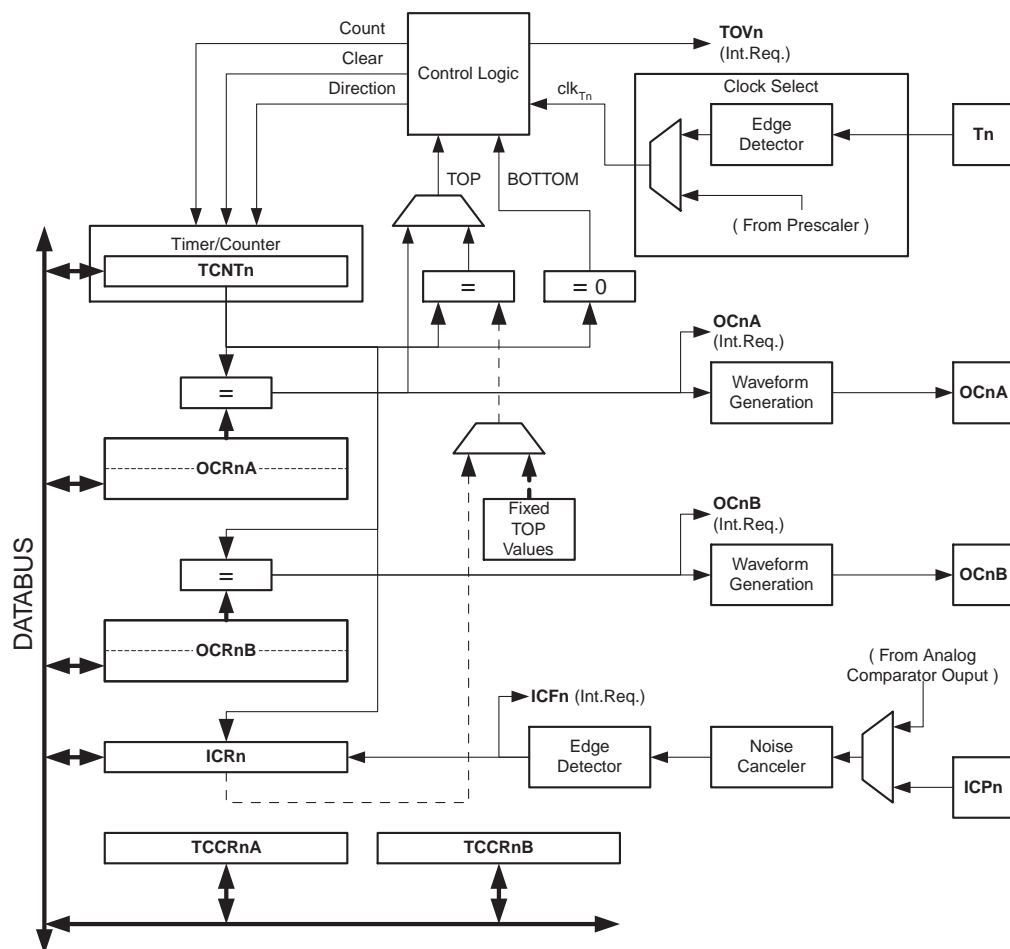 Count
TOVn
(Int.Req.)
Clear
Control Logic
Clock Select
Direction
clkTn
Edge
Detector
Tn
TOP
BOTTOM
( From Prescaler )
Timer/Counter
TCNTn
=
= 0
OCnA
(Int.Req.)
=
Waveform
Generation
OCnA
OCRnA
Fixed
TOP
Values
OCnB
(Int.Req.)
=
Waveform
Generation
OCnB
DATABUS
OCRnB
( From Analog
Comparator Ouput )
ICFn (Int.Req.)
ICRn
Edge
Detector
Noise
Canceler
ICPn
TCCRnA
TCCRnB